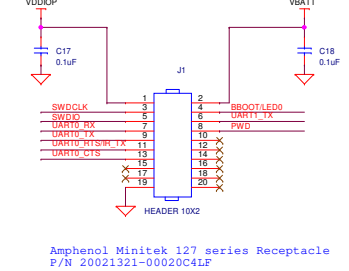 VDDIOP VBATT
C17 0.1uF
C18 0.1uF
J1
1 2
SWDCLK 3 4 BBOOT/LED0
SWDIO 5 6 UART1_TX
UART0_RX 7 8 PWD
UART0_TX 9 10
UART0_RTS/IR_TX 11 12
UART0_CTS 13 14
15 16
17 18
19 20
HEADER 10X2
Amphenol Minitek 127 series Receptacle
P/N 20021321-00020C4LF